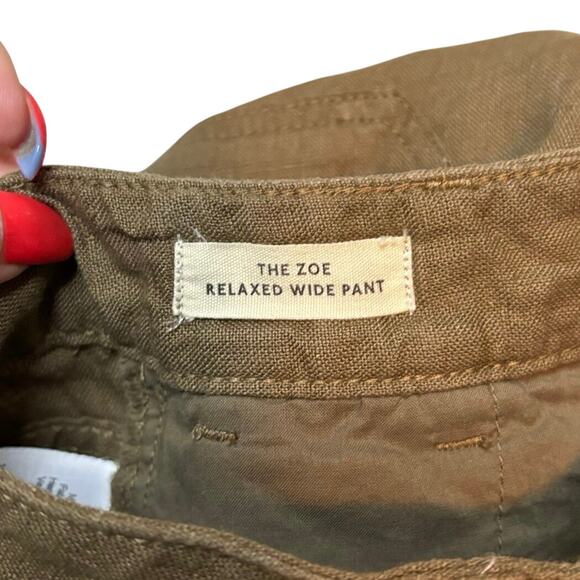 THE ZOE
RELAXED WIDE PANT